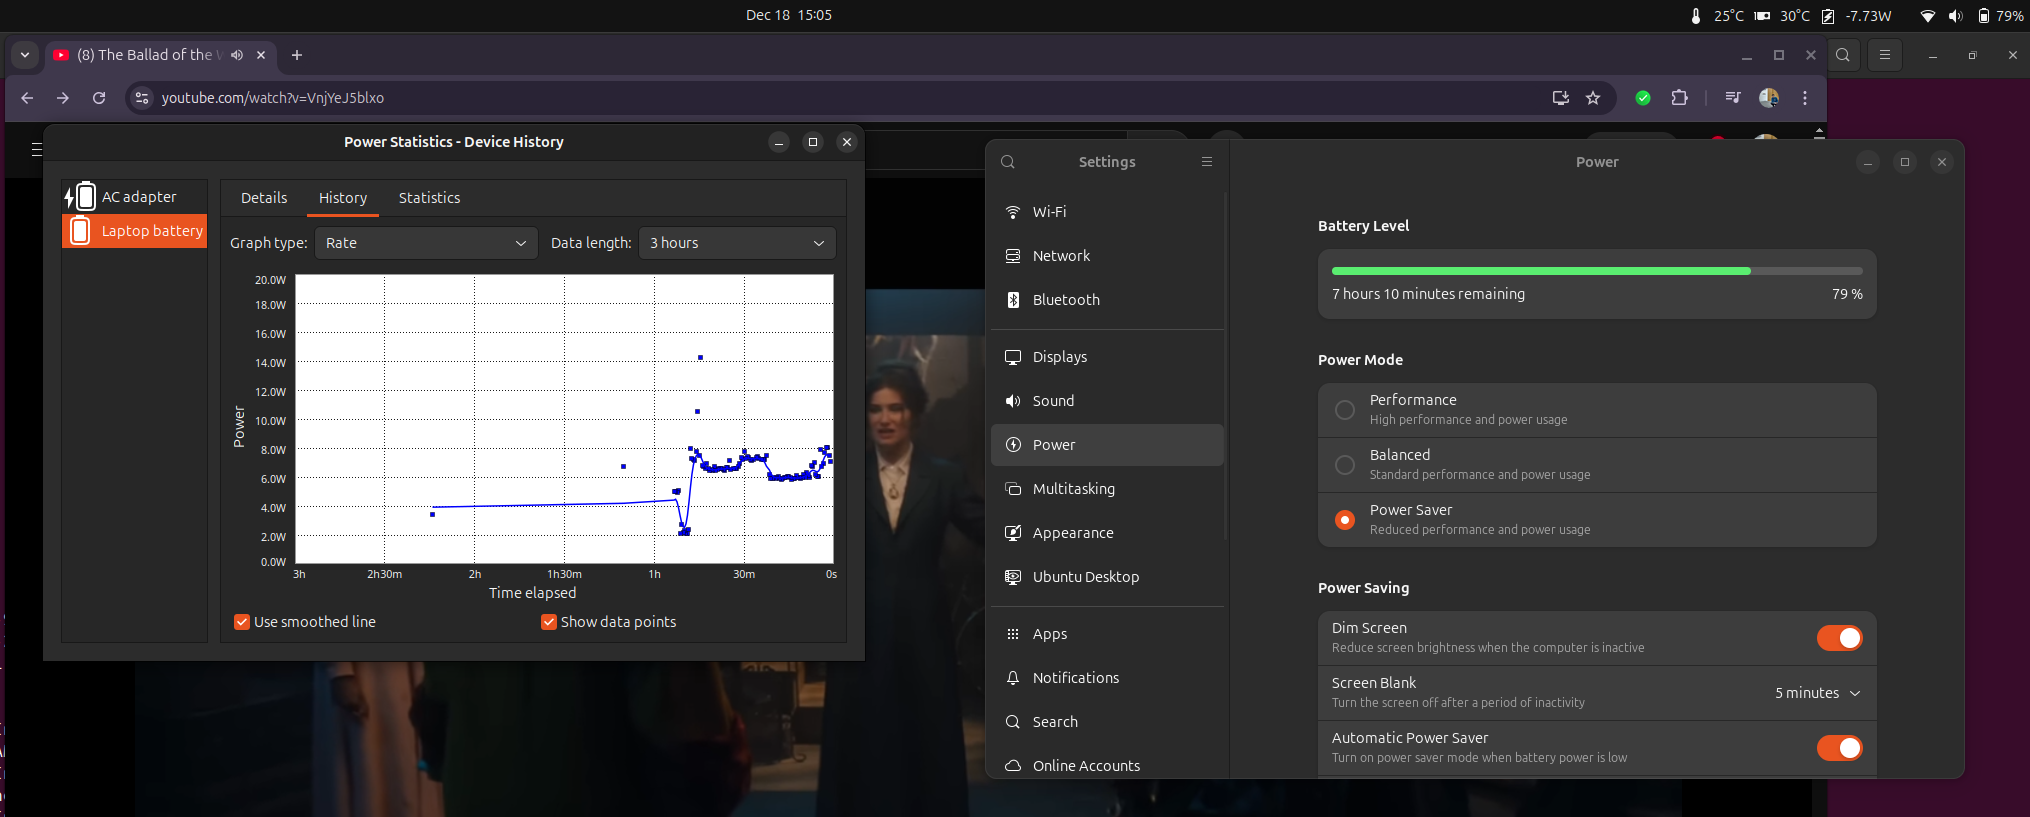 Dec 18 15:05
25°C 30°C -7.73W 79%
(8) The Ballad of the
youtube.com/watch?v=VnjYeJ5blxo
Power Statistics - Device History
AC adapter
Laptop battery
Details History Statistics
Graph type: Rate Data length: 3 hours
20.0W
18.0W
16.0W
14.0W
12.0W
10.0W
8.0W
6.0W
4.0W
2.0W
0.0W
Power
3h 2h30m 2h 1h30m 1h 30m 0s
Time elapsed
Use smoothed line Show data points
Settings
Wi-Fi
Network
Bluetooth
Displays
Sound
Power
Multitasking
Appearance
Ubuntu Desktop
Apps
Notifications
Search
Online Accounts
Power
Battery Level
7 hours 10 minutes remaining 79 %
Power Mode
Performance
High performance and power usage
Balanced
Standard performance and power usage
Power Saver
Reduced performance and power usage
Power Saving
Dim Screen
Reduce screen brightness when the computer is inactive
Screen Blank
Turn the screen off after a period of inactivity
5 minutes
Automatic Power Saver
Turn on power saver mode when battery power is low